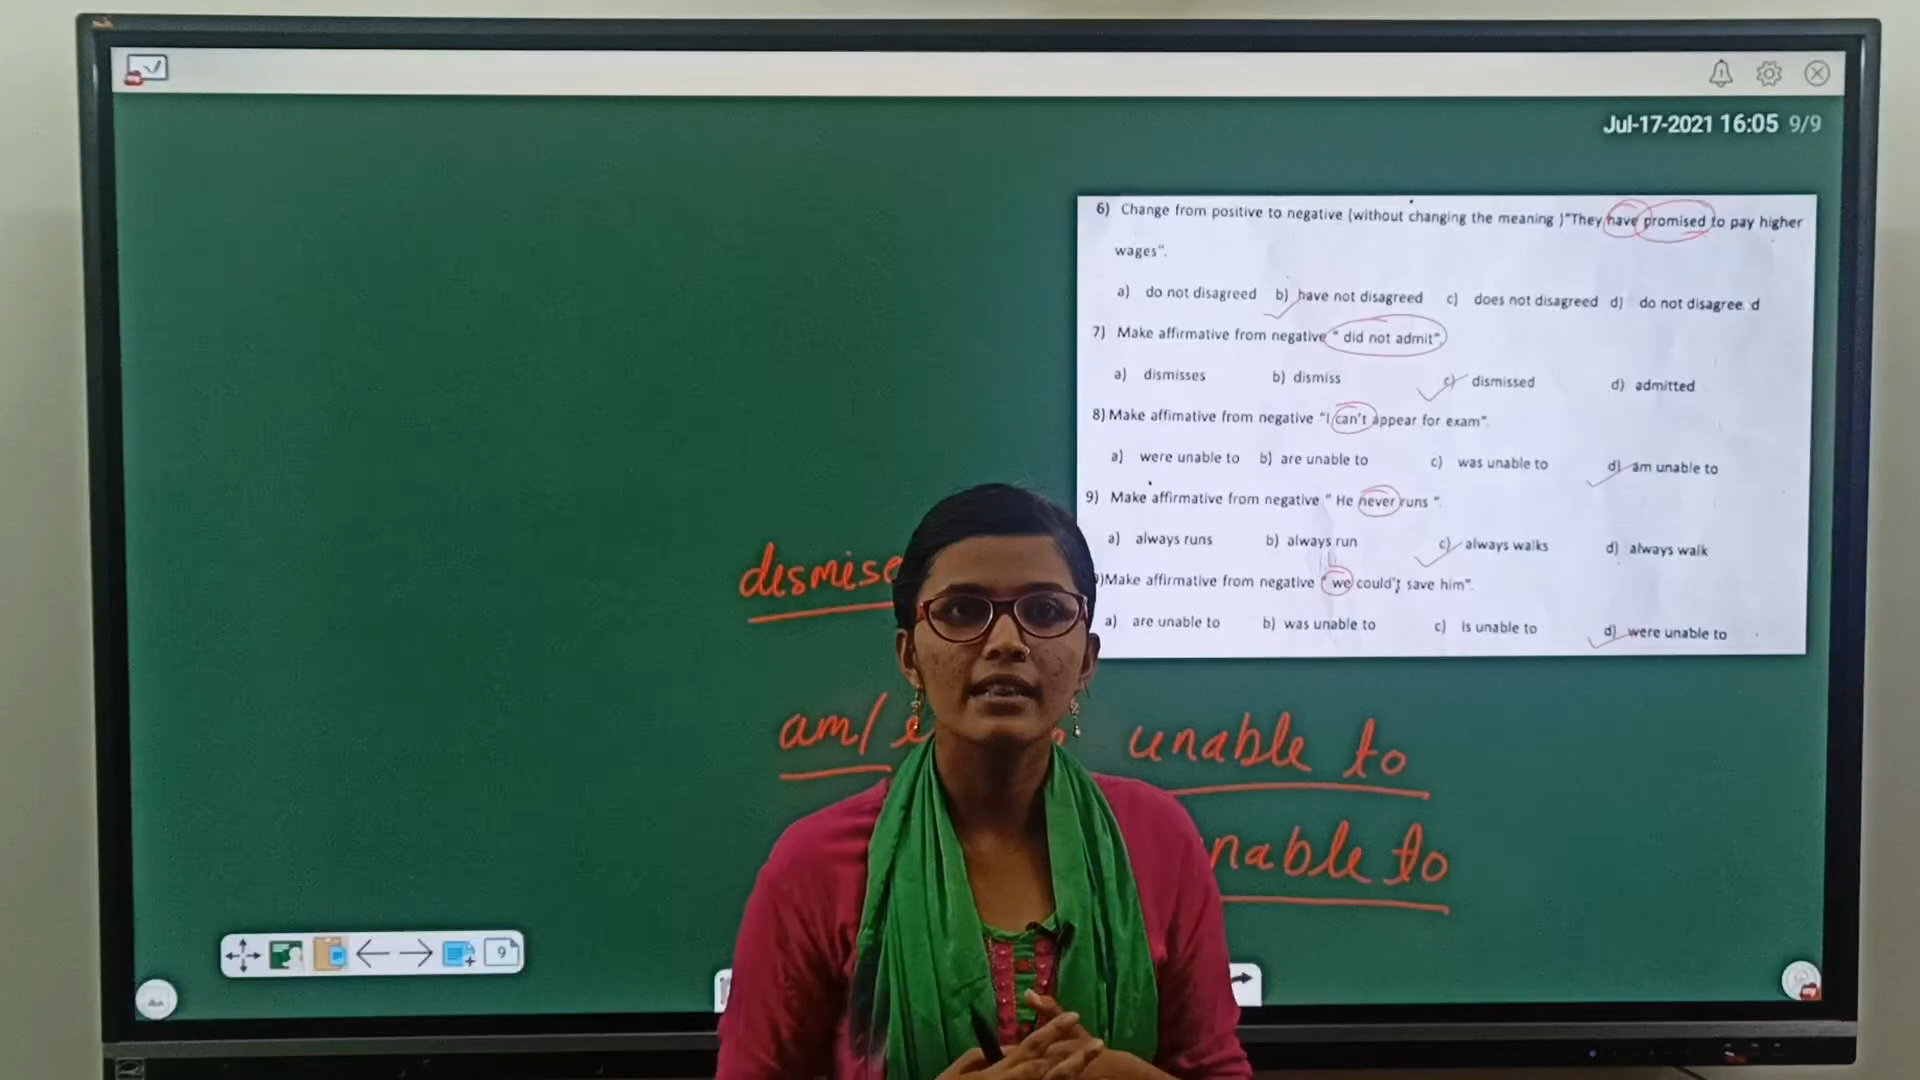 Jul-17-2021 16:05 9/9
6) Change from positive to negative (without changing the meaning )"They have promised to pay higher
wages".
a) do not disagreed b) have not disagreed c) does not disagreed d) do not disagree d
7) Make affirmative from negative " did not admit".
a) dismisses b) dismiss c) dismissed d) admitted
8) Make affimative from negative "I can't appear for exam".
a) were unable to b) are unable to c) was unable to d) am unable to
9) Make affirmative from negative " He never runs ".
a) always runs b) always run c) always walks d) always walk
)Make affirmative from negative " we could't save him".
a) are unable to b) was unable to c) is unable to d) were unable to
dismise
am/ unable to
nable to
9